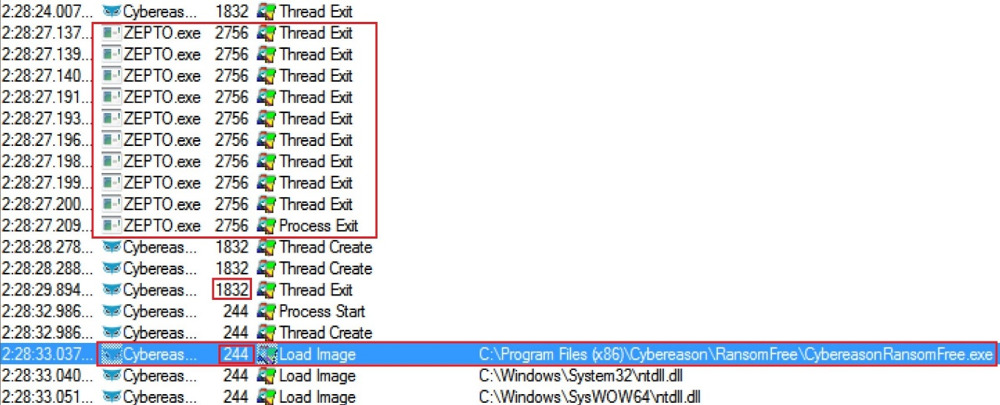 2:28:24.007... Cybereas... 1832 Thread Exit
2:28:27.137... ZEPTO.exe 2756 Thread Exit
2:28:27.139... ZEPTO.exe 2756 Thread Exit
2:28:27.140... ZEPTO.exe 2756 Thread Exit
2:28:27.191... ZEPTO.exe 2756 Thread Exit
2:28:27.193... ZEPTO.exe 2756 Thread Exit
2:28:27.196... ZEPTO.exe 2756 Thread Exit
2:28:27.198... ZEPTO.exe 2756 Thread Exit
2:28:27.199... ZEPTO.exe 2756 Thread Exit
2:28:27.200... ZEPTO.exe 2756 Thread Exit
2:28:27.209... ZEPTO.exe 2756 Process Exit
2:28:28.278... Cybereas... 1832 Thread Create
2:28:28.288... Cybereas... 1832 Thread Create
2:28:29.894... Cybereas... 1832 Thread Exit
2:28:32.986... Cybereas... 244 Process Start
2:28:32.986... Cybereas... 244 Thread Create
2:28:33.037... Cybereas... 244 Load Image C:\Program Files (x86)\Cybereason\RansomFree\CybereasonRansomFree.exe
2:28:33.040... Cybereas... 244 Load Image C:\Windows\System32\ntdll.dll
2:28:33.051... Cybereas... 244 Load Image C:\Windows\SysWOW64\ntdll.dll